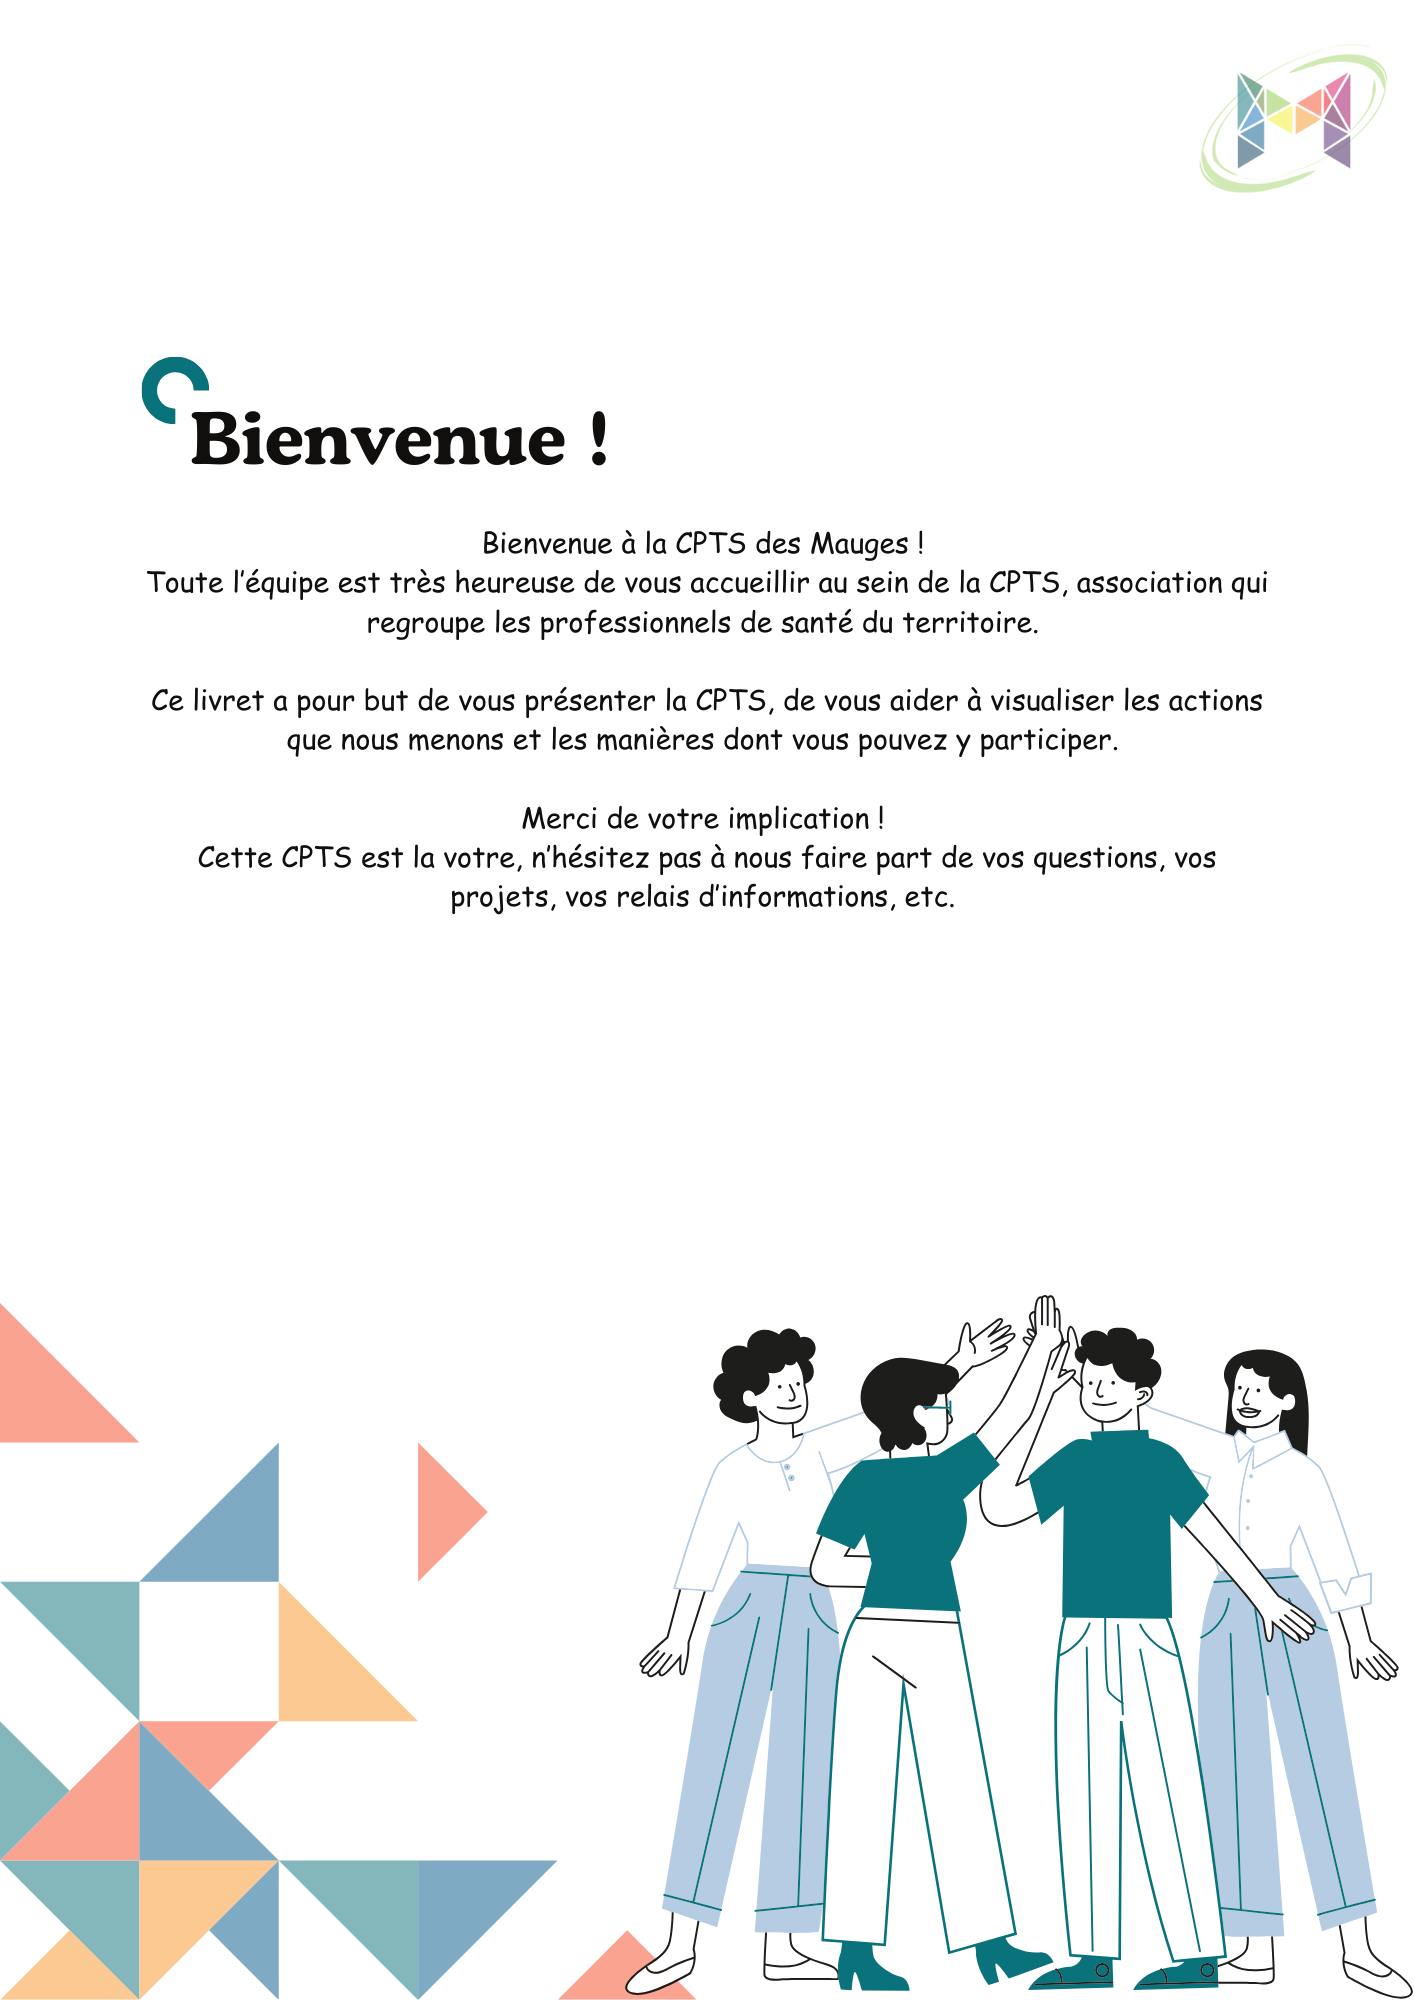 Bienvenue !
Bienvenue à la CPTS des Mauges !
Toute l’équipe est très heureuse de vous accueillir au sein de la CPTS, association qui
regroupe les professionnels de santé du territoire.
Ce livret a pour but de vous présenter la CPTS, de vous aider à visualiser les actions
que nous menons et les manières dont vous pouvez y participer.
Merci de votre implication !
Cette CPTS est la votre, n’hésitez pas à nous faire part de vos questions, vos
projets, vos relais d’informations, etc.